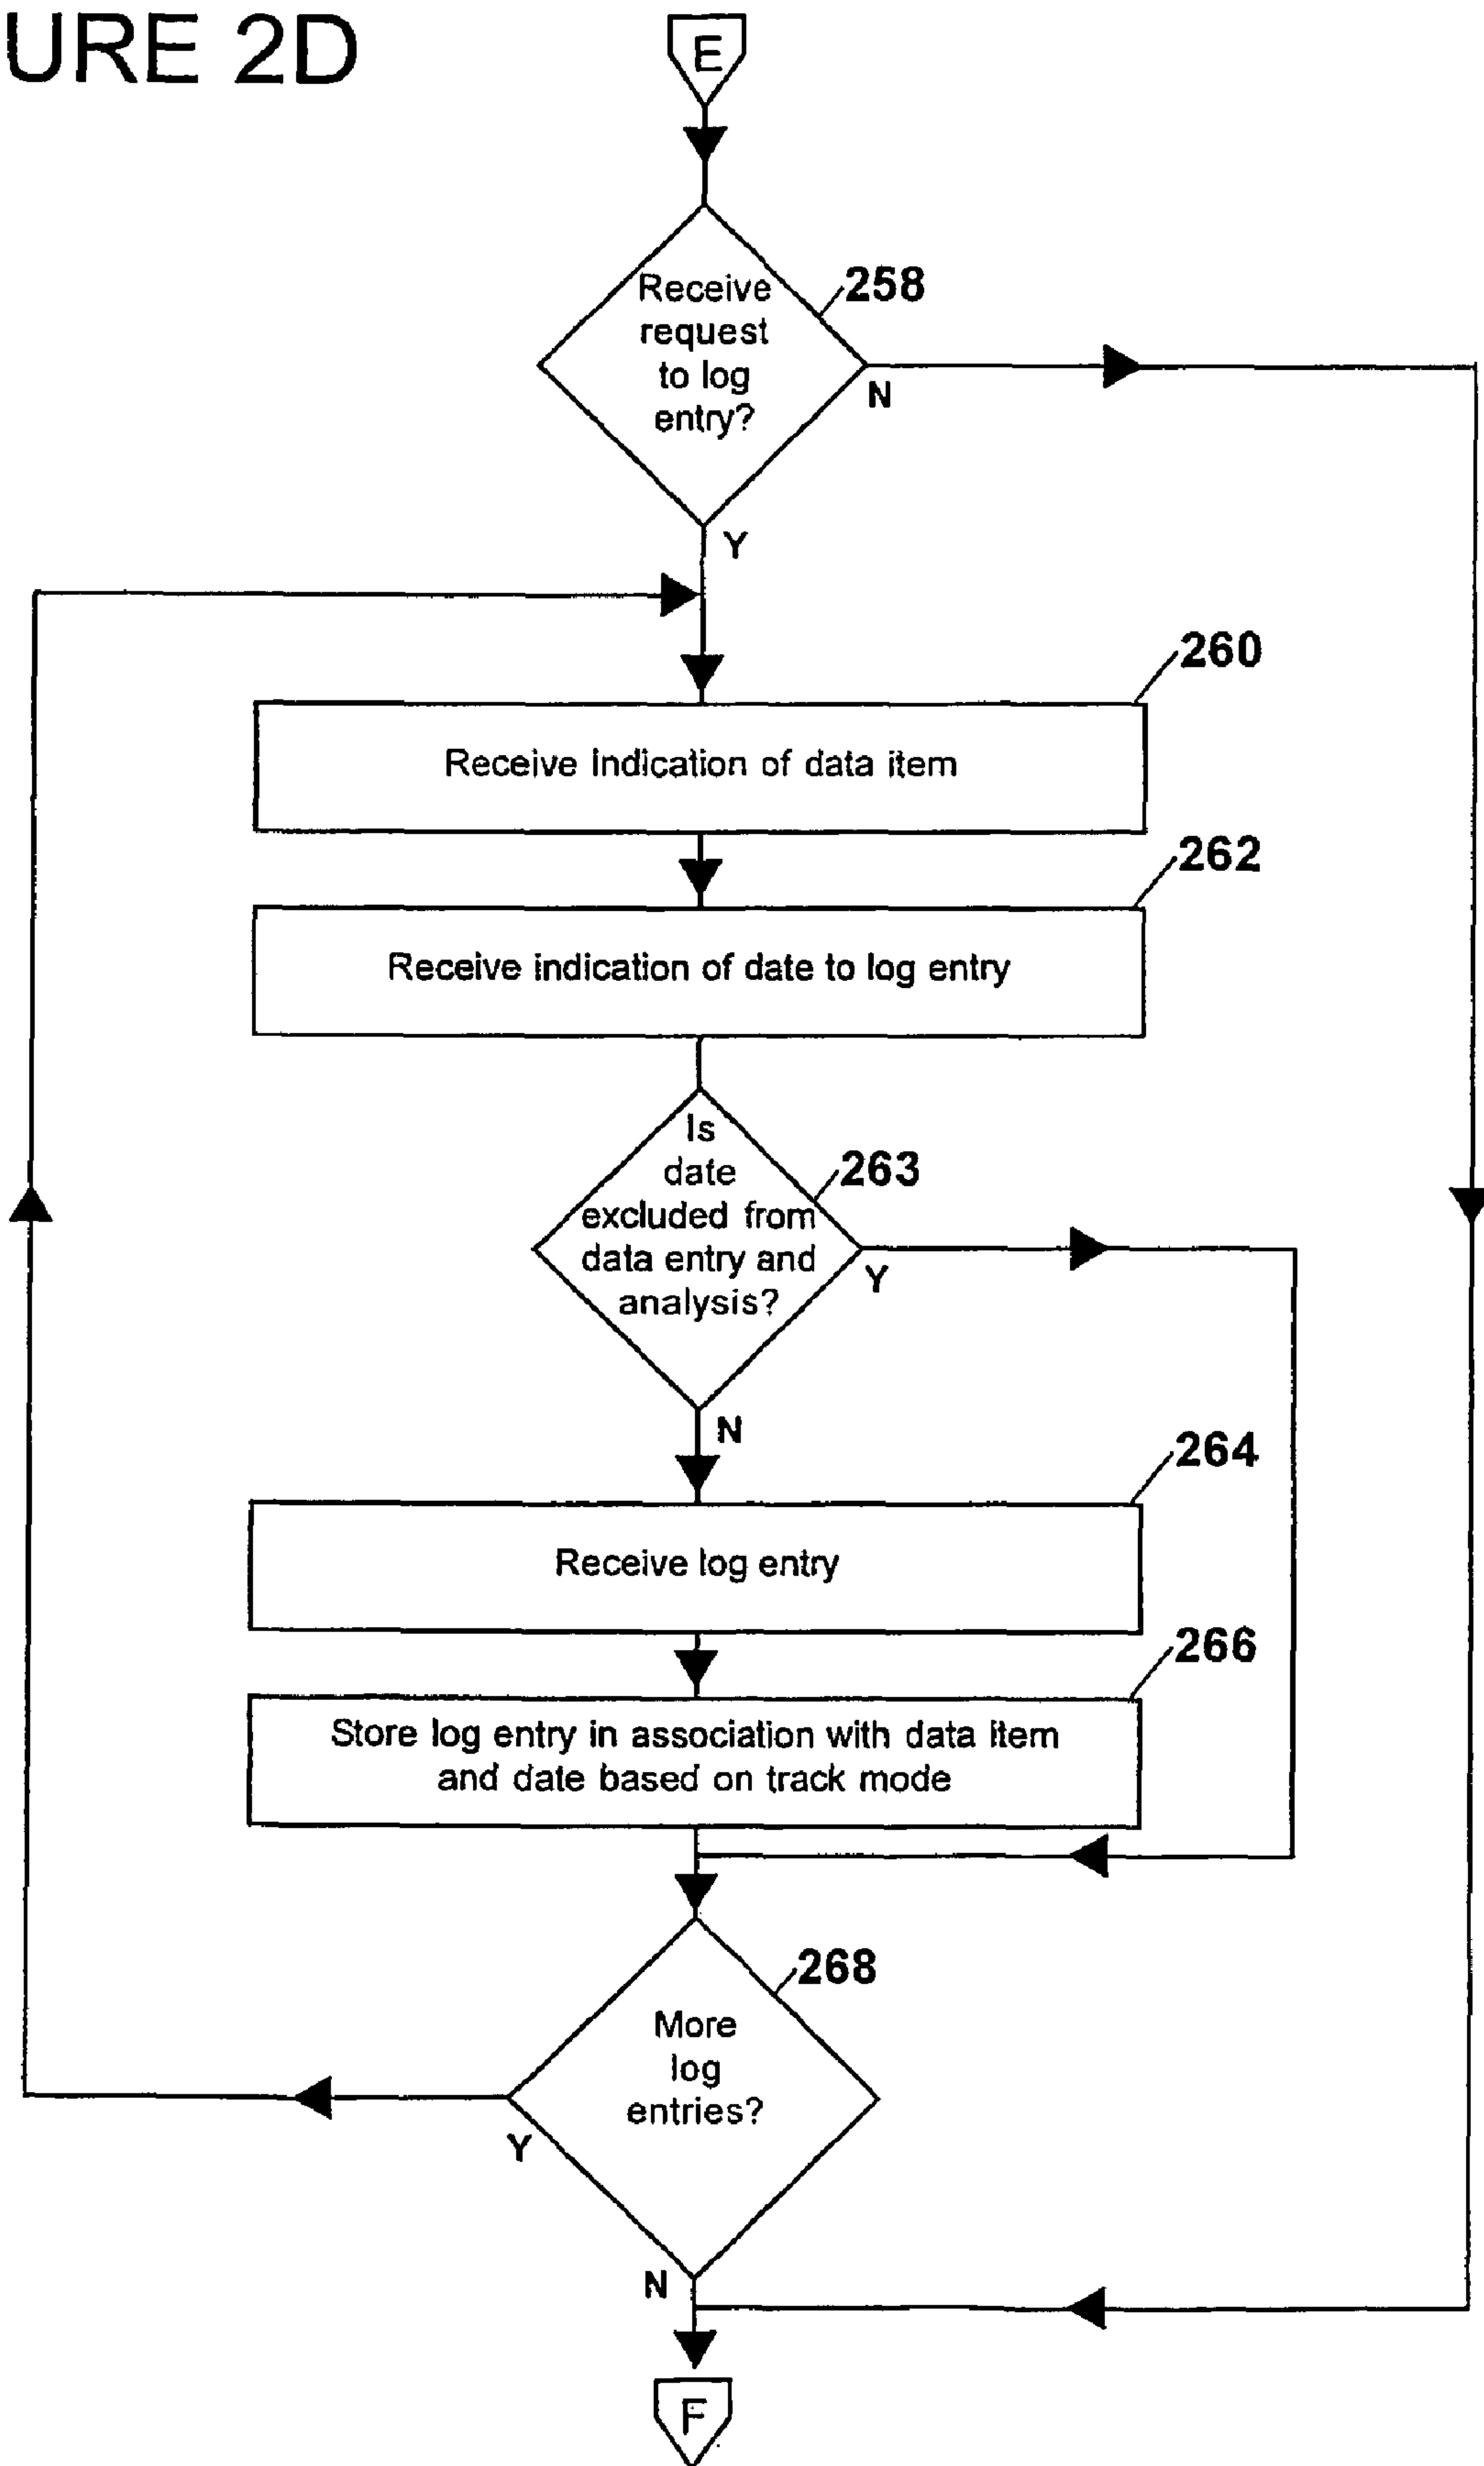 URE 2D
E
Receive
request
to log
entry?
258
N
Y
260
Receive Indication of data item
262
Receive indication of date to log entry
Is
date
excluded from
data entry and
analysis?
263
Y
N
264
Receive log entry
266
Store log entry in association with data item
and date based on track mode
268
More
log
entries?
Y
N
F